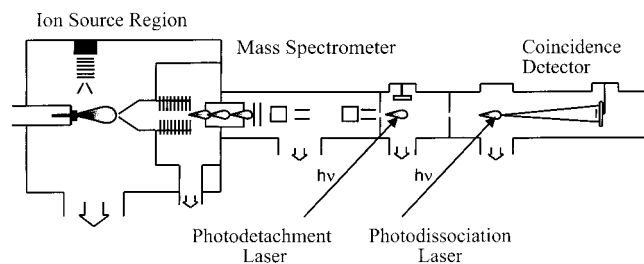 Ion Source Region
Mass Spectrometer
Coincidence
Detector
hν
hν
Photodetachment
Laser
Photodissociation
Laser